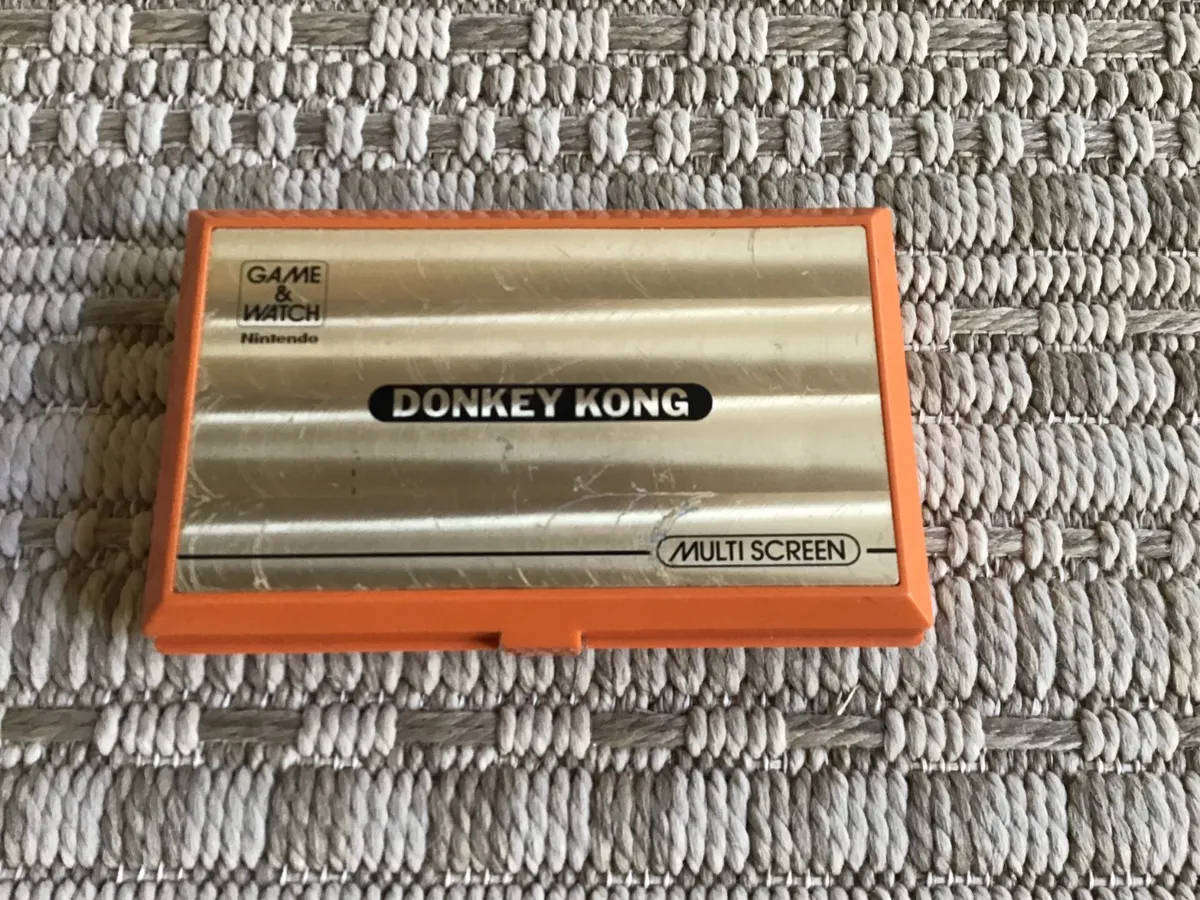 GAME
&
WATCH
Nintendo
DONKEY KONG
MULTI SCREEN